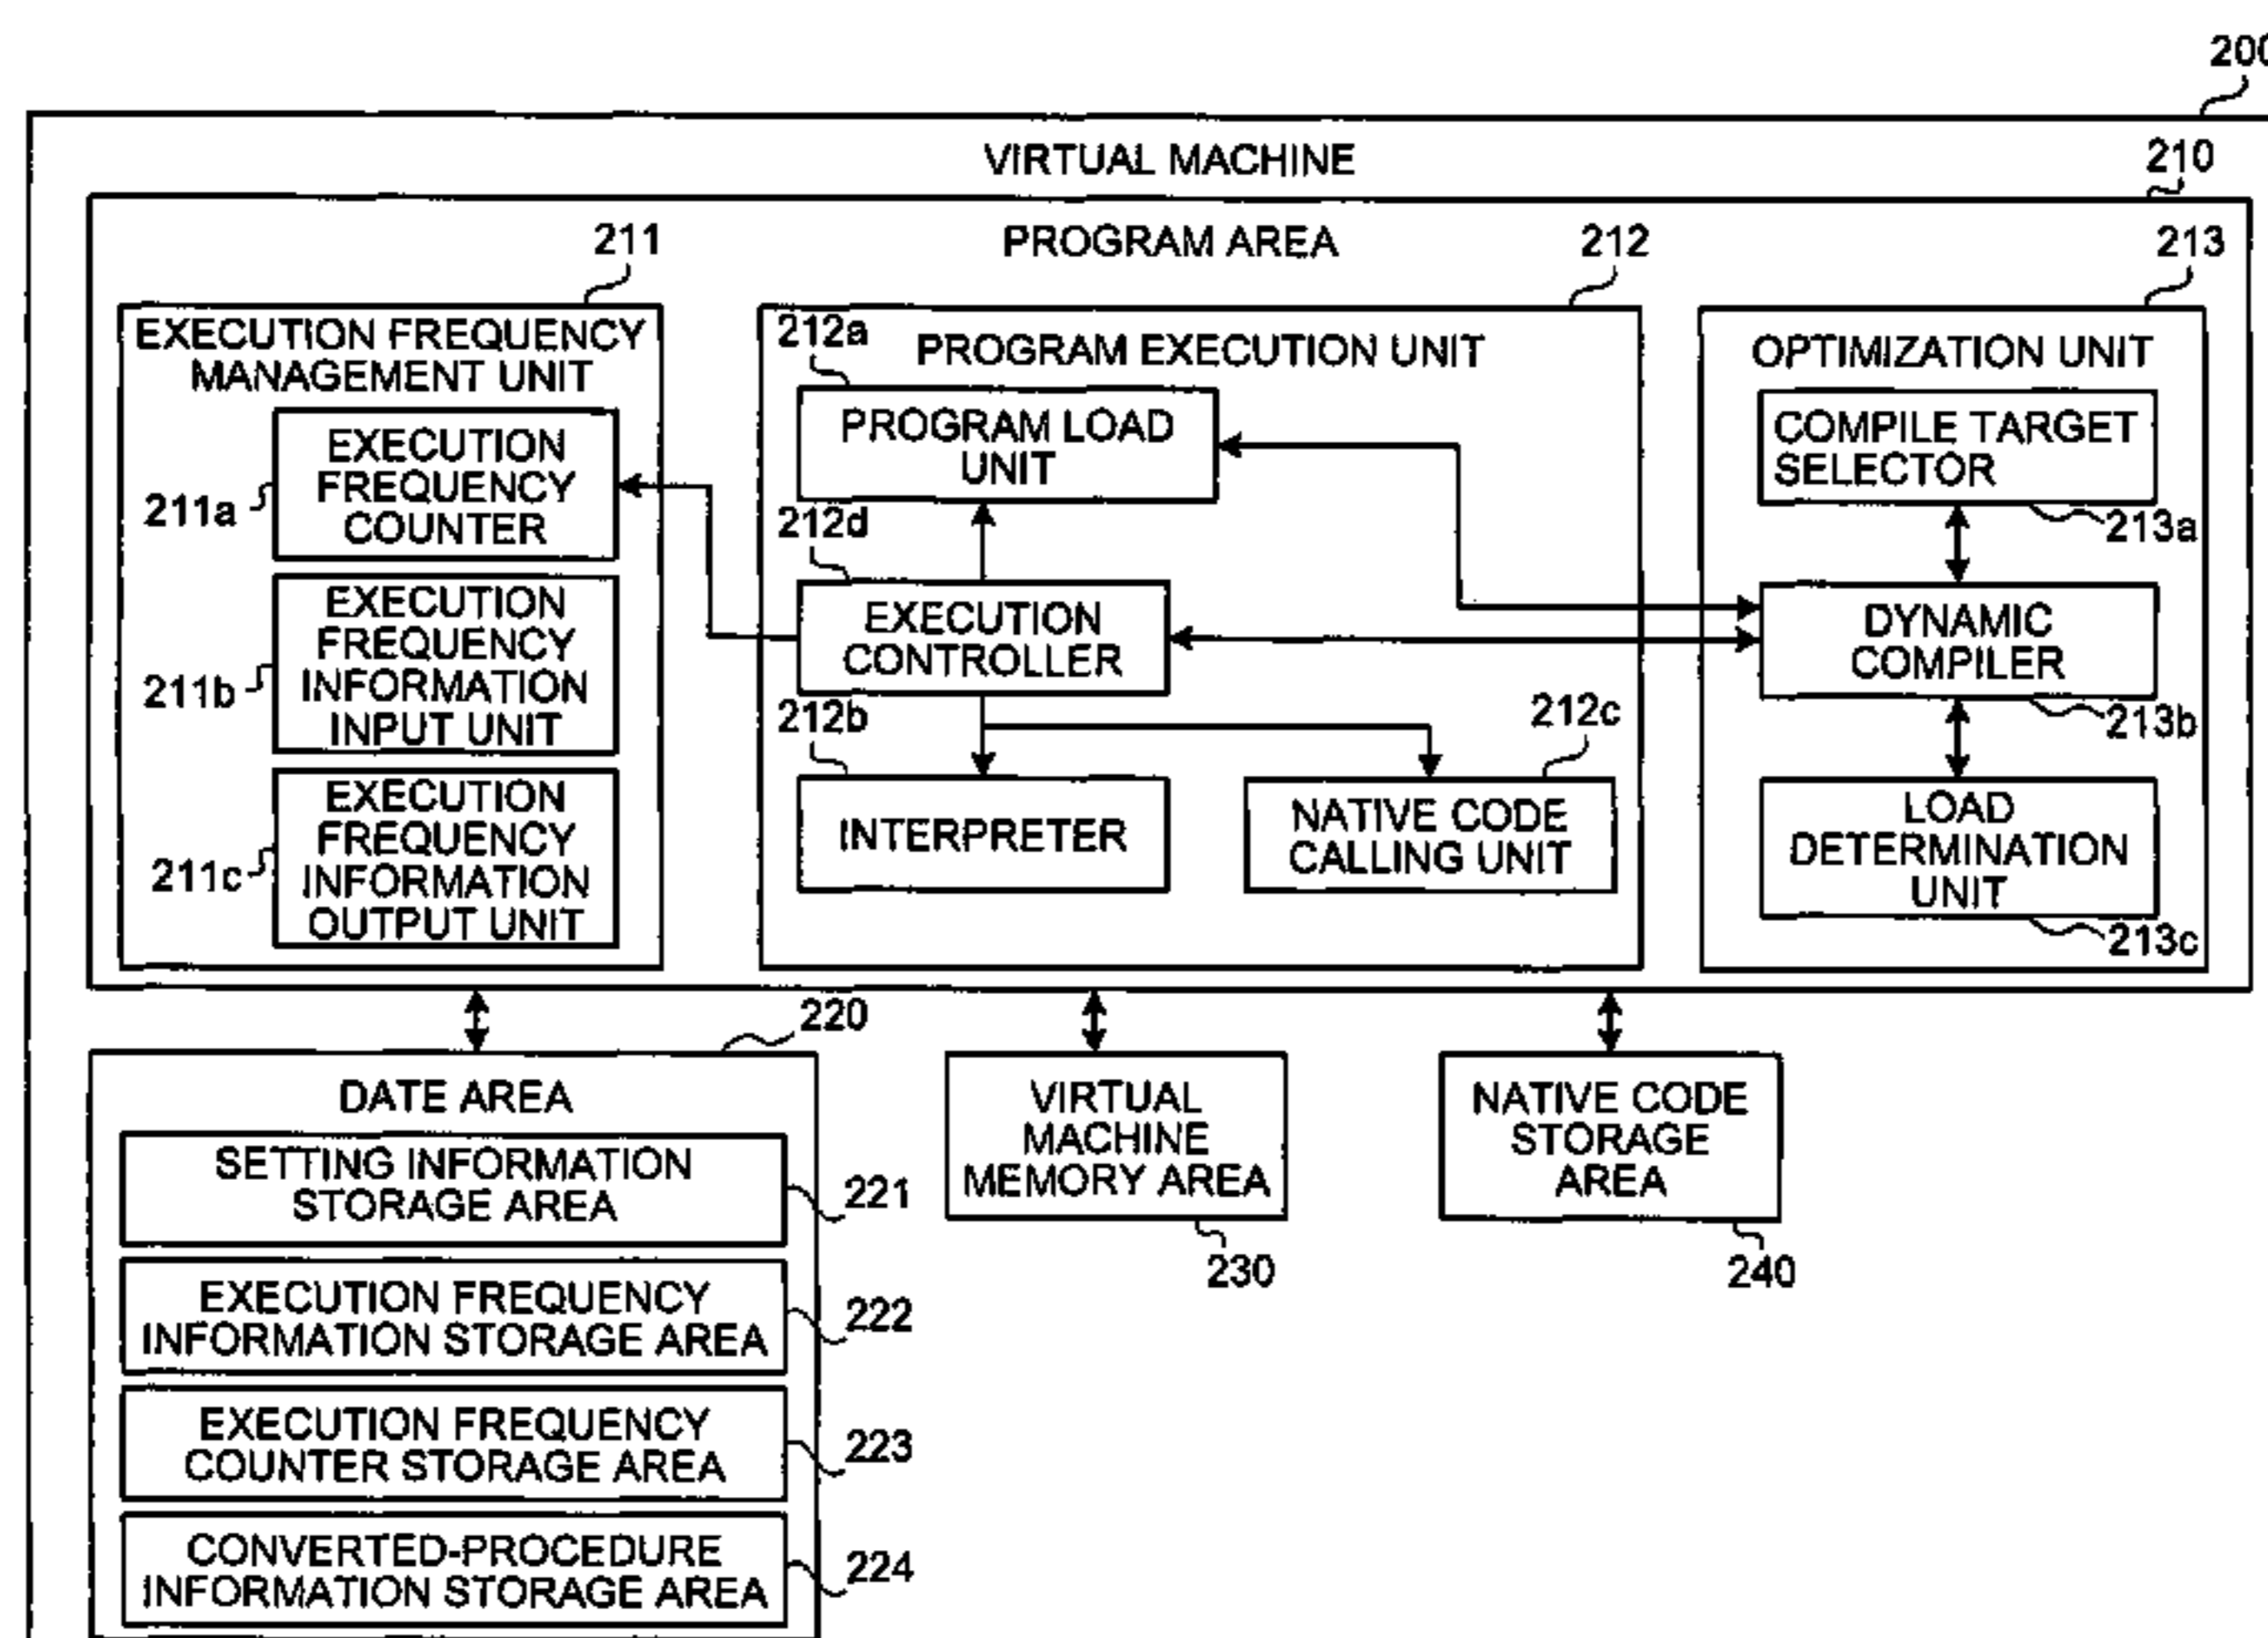 200
VIRTUAL MACHINE
210
PROGRAM AREA
211
212
213
EXECUTION FREQUENCY
MANAGEMENT UNIT
EXECUTION
FREQUENCY
COUNTER
211a
EXECUTION
FREQUENCY
INFORMATION
INPUT UNIT
211b
EXECUTION
FREQUENCY
INFORMATION
OUTPUT UNIT
211c
212a
PROGRAM EXECUTION UNIT
PROGRAM LOAD
UNIT
212d
EXECUTION
CONTROLLER
212b
212c
INTERPRETER
NATIVE CODE
CALLING UNIT
OPTIMIZATION UNIT
COMPILE TARGET
SELECTOR
213a
DYNAMIC
COMPILER
213b
LOAD
DETERMINATION
UNIT
213c
220
DATE AREA
SETTING INFORMATION
STORAGE AREA
221
EXECUTION FREQUENCY
INFORMATION STORAGE AREA
222
EXECUTION FREQUENCY
COUNTER STORAGE AREA
223
CONVERTED-PROCEDURE
INFORMATION STORAGE AREA
224
VIRTUAL
MACHINE
MEMORY AREA
230
NATIVE CODE
STORAGE
AREA
240